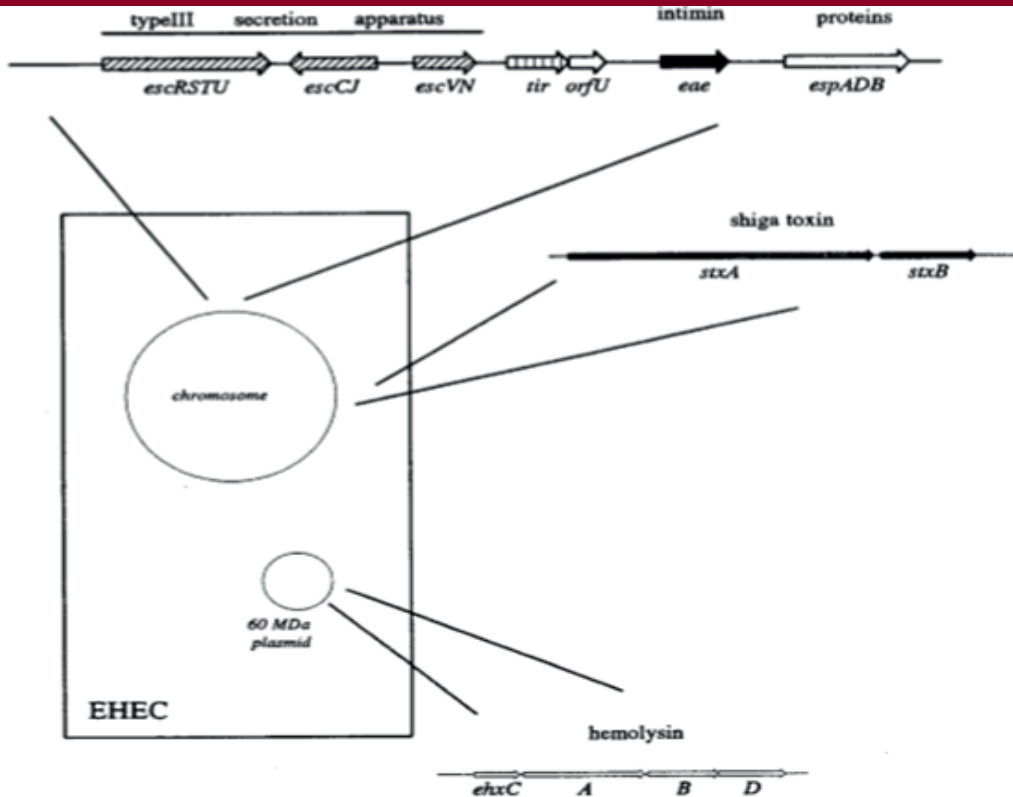 typeIII secretion apparatus
intimin
proteins
escRSTU escCJ escVN tir orfU eae espADB
shiga toxin
stxA stxB
chromosome
60 MDa
plasmid
EHEC
hemolysin
ehxC A B D